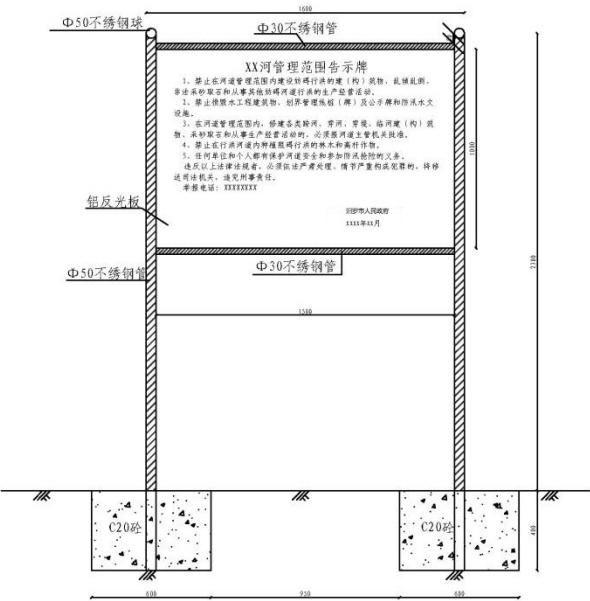 1600
Φ50不绣钢球
Φ30不绣钢管
XX河管理范围告示牌
1、禁止在河道管理范围内建设妨碍行洪的建（构）筑物，乱植乱倒、
非法采砂取石和从事其他妨碍河道行洪的生产经营活动。
2、禁止损毁水工程建筑物、划界管理线桩（牌）及公示牌和防汛水文
设施。
3、在河道管理范围内，修建各类跨河、穿河、穿堤、临河建（构）筑
物、采砂取石和从事生产经营活动的，必须报河道主管机关批准。
4、禁止在行洪河道内种植阻碍行洪的林木和高杆作物。
5、任何单位和个人都有保护河道安全和参加防汛抢险的义务。
违反以上法律法规者，必须依法严肃处理，情节严重构成犯罪的，将移
送司法机关，追究刑事责任。
举报电话：XXXXXXXX
汨罗市人民政府
xxxx年xx月
1000
铝反光板
2300
Φ50不绣钢管
Φ30不绣钢管
1500
C20砼
C20砼
400
600
950
600